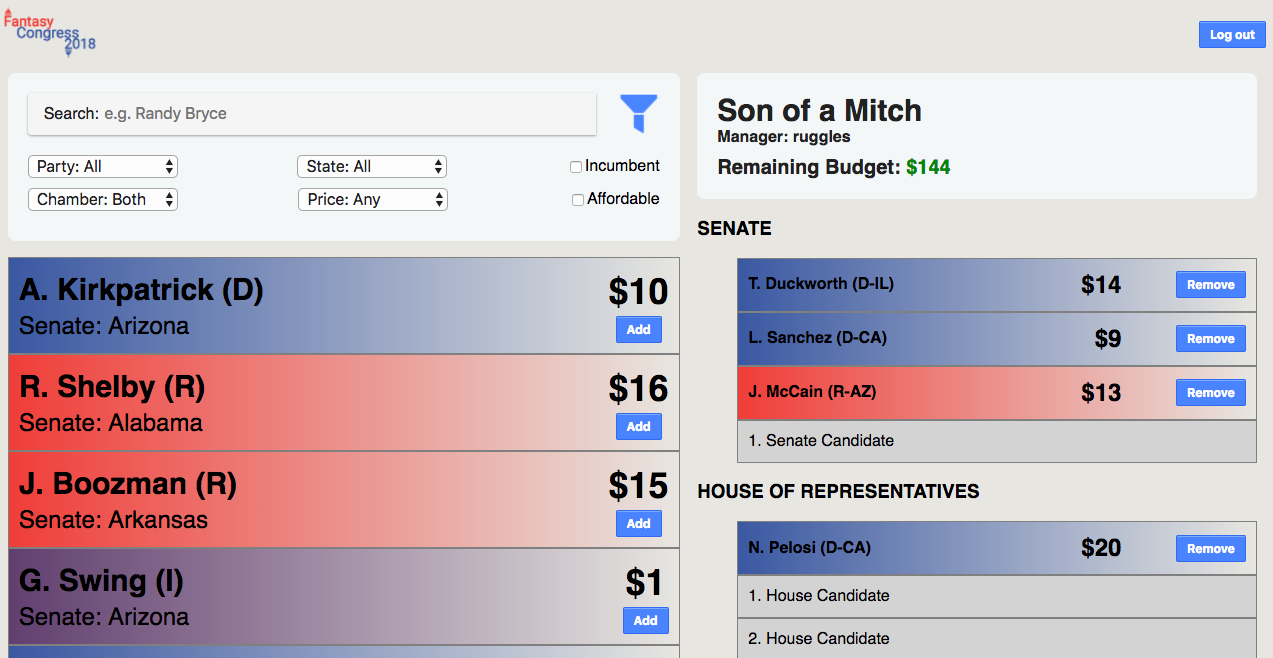 Fantasy
Congress
2018
Log out
Search: e.g. Randy Bryce
Party: All
State: All
Incumbent
Chamber: Both
Price: Any
Affordable
A. Kirkpatrick (D)
$10
Senate: Arizona
Add
R. Shelby (R)
$16
Senate: Alabama
Add
J. Boozman (R)
$15
Senate: Arkansas
Add
G. Swing (I)
$1
Senate: Arizona
Add
Son of a Mitch
Manager: ruggles
Remaining Budget: $144
SENATE
T. Duckworth (D-IL)
$14
Remove
L. Sanchez (D-CA)
$9
Remove
J. McCain (R-AZ)
$13
Remove
1. Senate Candidate
HOUSE OF REPRESENTATIVES
N. Pelosi (D-CA)
$20
Remove
1. House Candidate
2. House Candidate